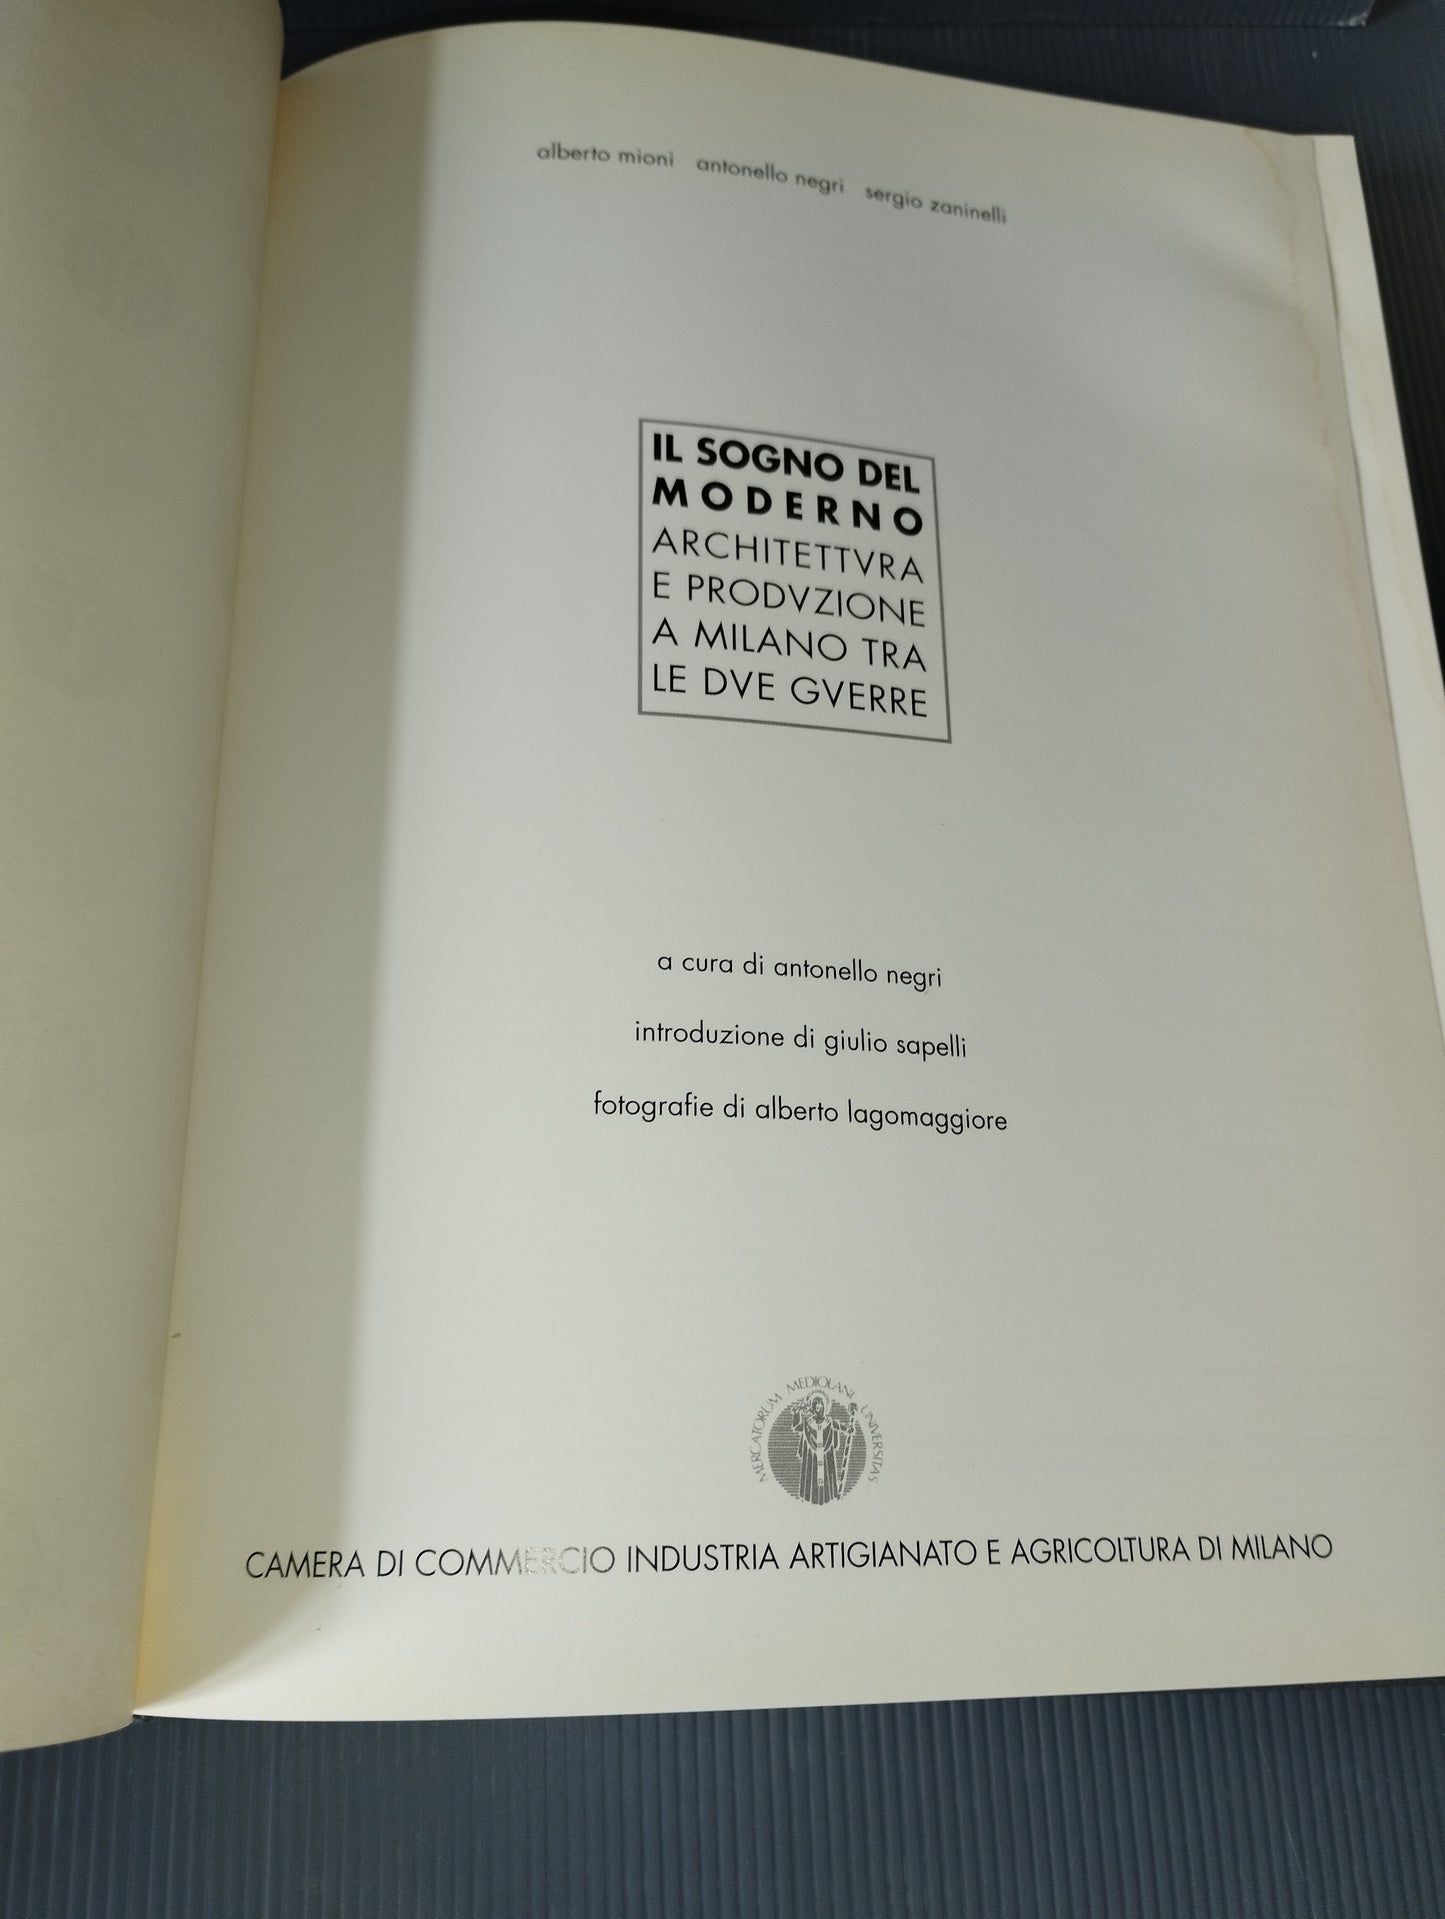 alberto mioni antonello negri sergio zaninelli
IL SOGNO DEL
MODERNO
ARCHITETTVRA
E PRODVZIONE
A MILANO TRA
LE DVE GVERRE
a cura di antonello negri
introduzione di giulio sapelli
fotografie di alberto lagomaggiore
MERCATORUM MEDIOLANI UNIVERSITAS
CAMERA DI COMMERCIO INDUSTRIA ARTIGIANATO E AGRICOLTURA DI MILANO